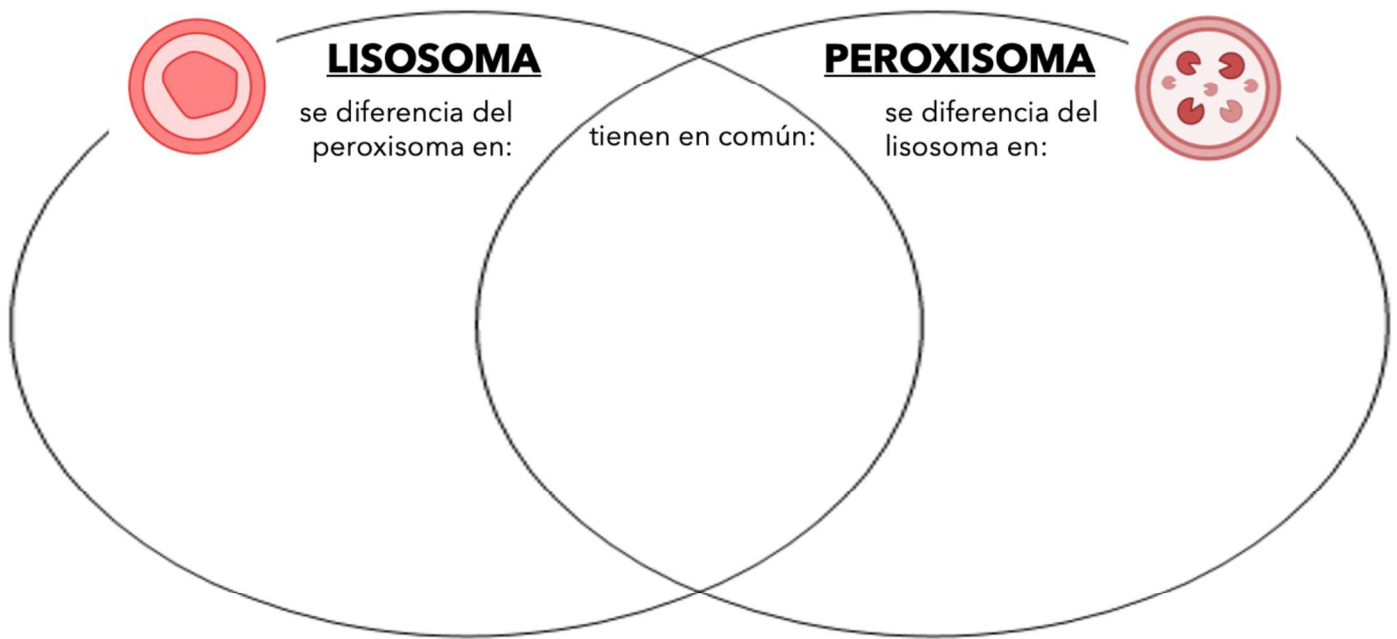 LISOSOMA
se diferencia del
peroxisoma en:
tienen en común:
PEROXISOMA
se diferencia del
lisosoma en: